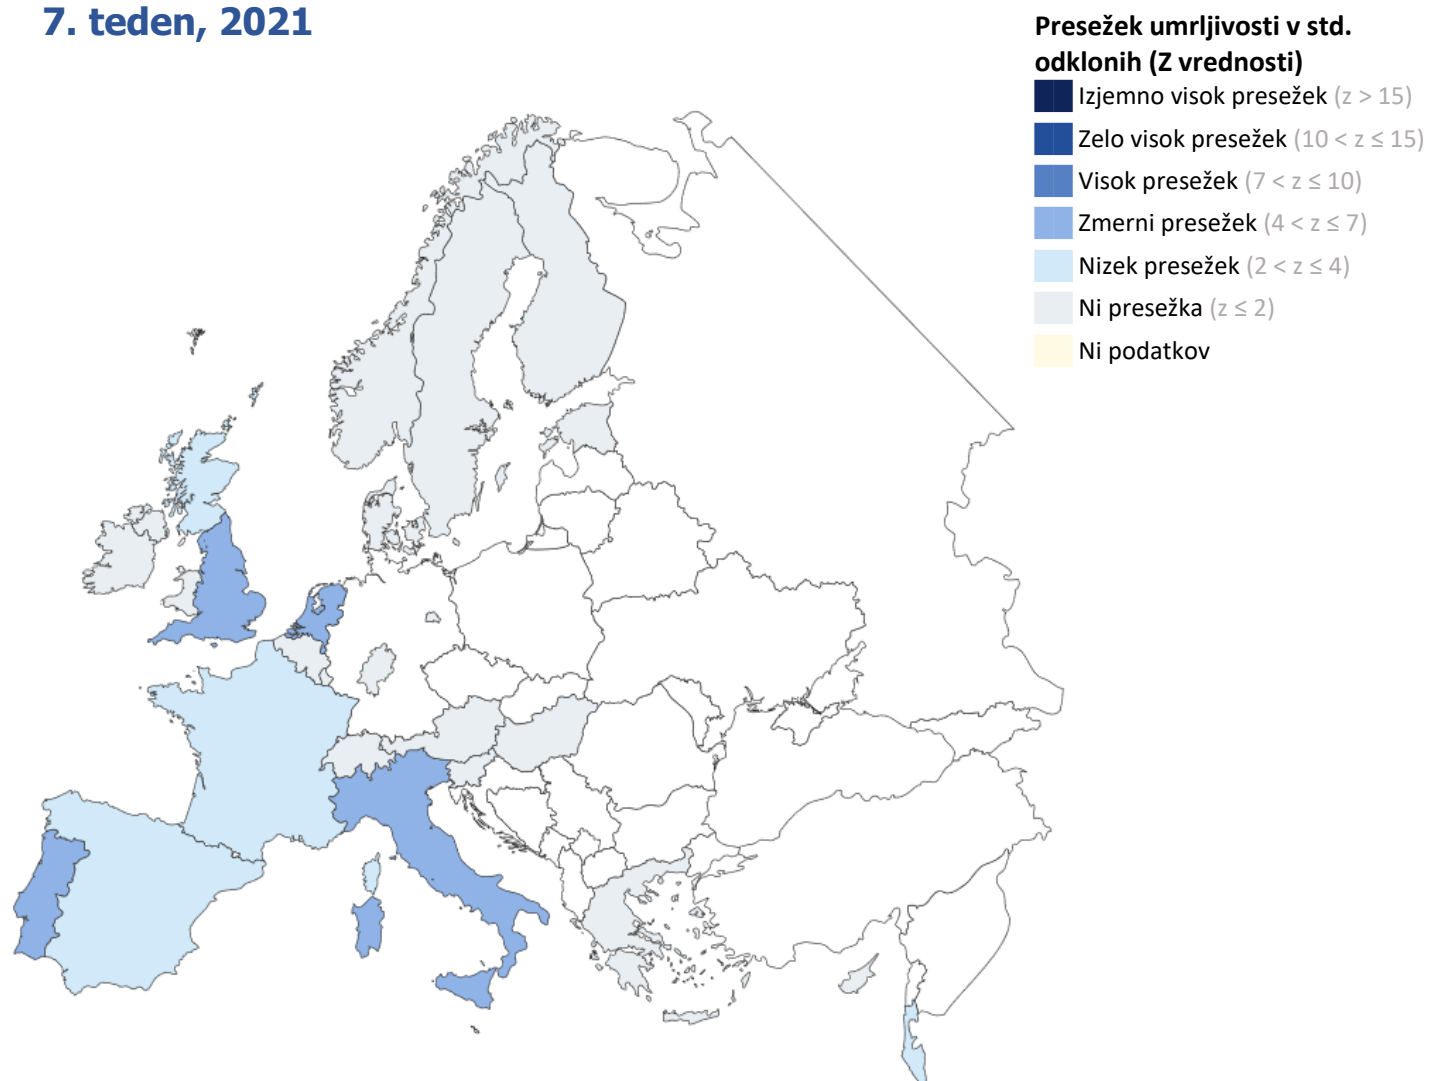 7. teden, 2021
Presežek umrljivosti v std.
odklonih (Z vrednosti)
Izjemno visok presežek (z > 15)
Zelo visok presežek (10 < z ≤ 15)
Visok presežek (7 < z ≤ 10)
Zmerni presežek (4 < z ≤ 7)
Nizek presežek (2 < z ≤ 4)
Ni presežka (z ≤ 2)
Ni podatkov